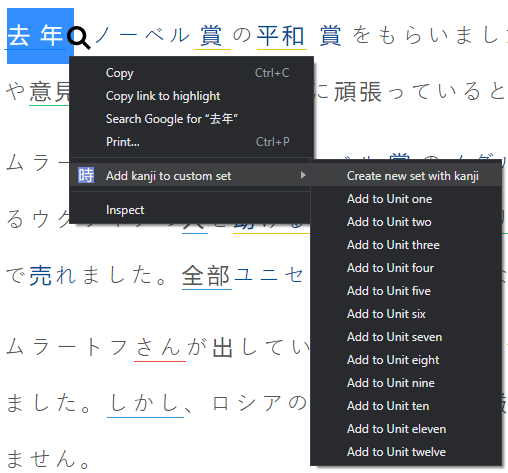 去年 ノーベル 賞 の 平和 賞 をもらいまし
や意見
に頑張っていると
ムラー
ル 賞 の
るウク
で売れました。全部ユニセ
ムラートフさんが出してい
ました。しかし、ロシアの
ません。
Copy Ctrl+C
Copy link to highlight
Search Google for “去年”
Print... Ctrl+P
時 Add kanji to custom set
Inspect
Create new set with kanji
Add to Unit one
Add to Unit two
Add to Unit three
Add to Unit four
Add to Unit five
Add to Unit six
Add to Unit seven
Add to Unit eight
Add to Unit nine
Add to Unit ten
Add to Unit eleven
Add to Unit twelve